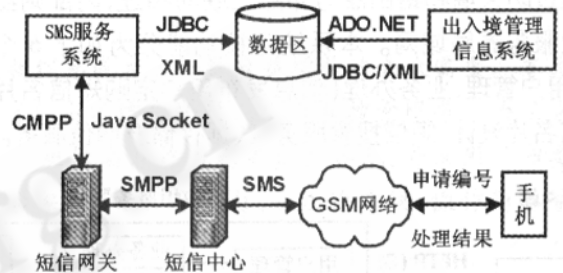 SMS服务
系统
JDBC
XML
数据区
ADO.NET
JDBC/XML
出入境管理
信息系统
CMPP
Java Socket
SMPP
SMS
GSM网络
申请编号
处理结果
手
机
短信网关
短信中心